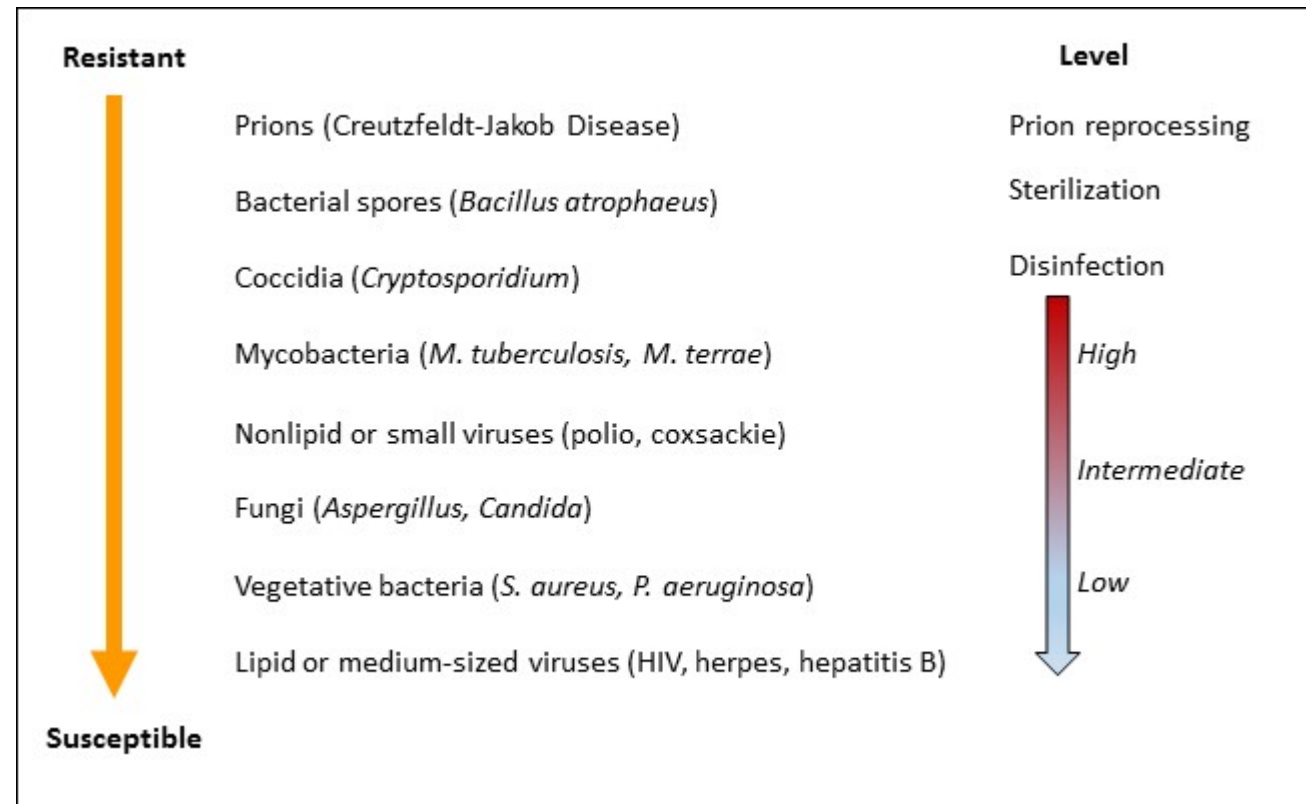 Resistant
Level
Prions (Creutzfeldt-Jakob Disease)
Prion reprocessing
Bacterial spores (Bacillus atrophaeus)
Sterilization
Coccidia (Cryptosporidium)
Disinfection
Mycobacteria (M. tuberculosis, M. terrae)
High
Nonlipid or small viruses (polio, coxsackie)
Intermediate
Fungi (Aspergillus, Candida)
Vegetative bacteria (S. aureus, P. aeruginosa)
Low
Lipid or medium-sized viruses (HIV, herpes, hepatitis B)
Susceptible